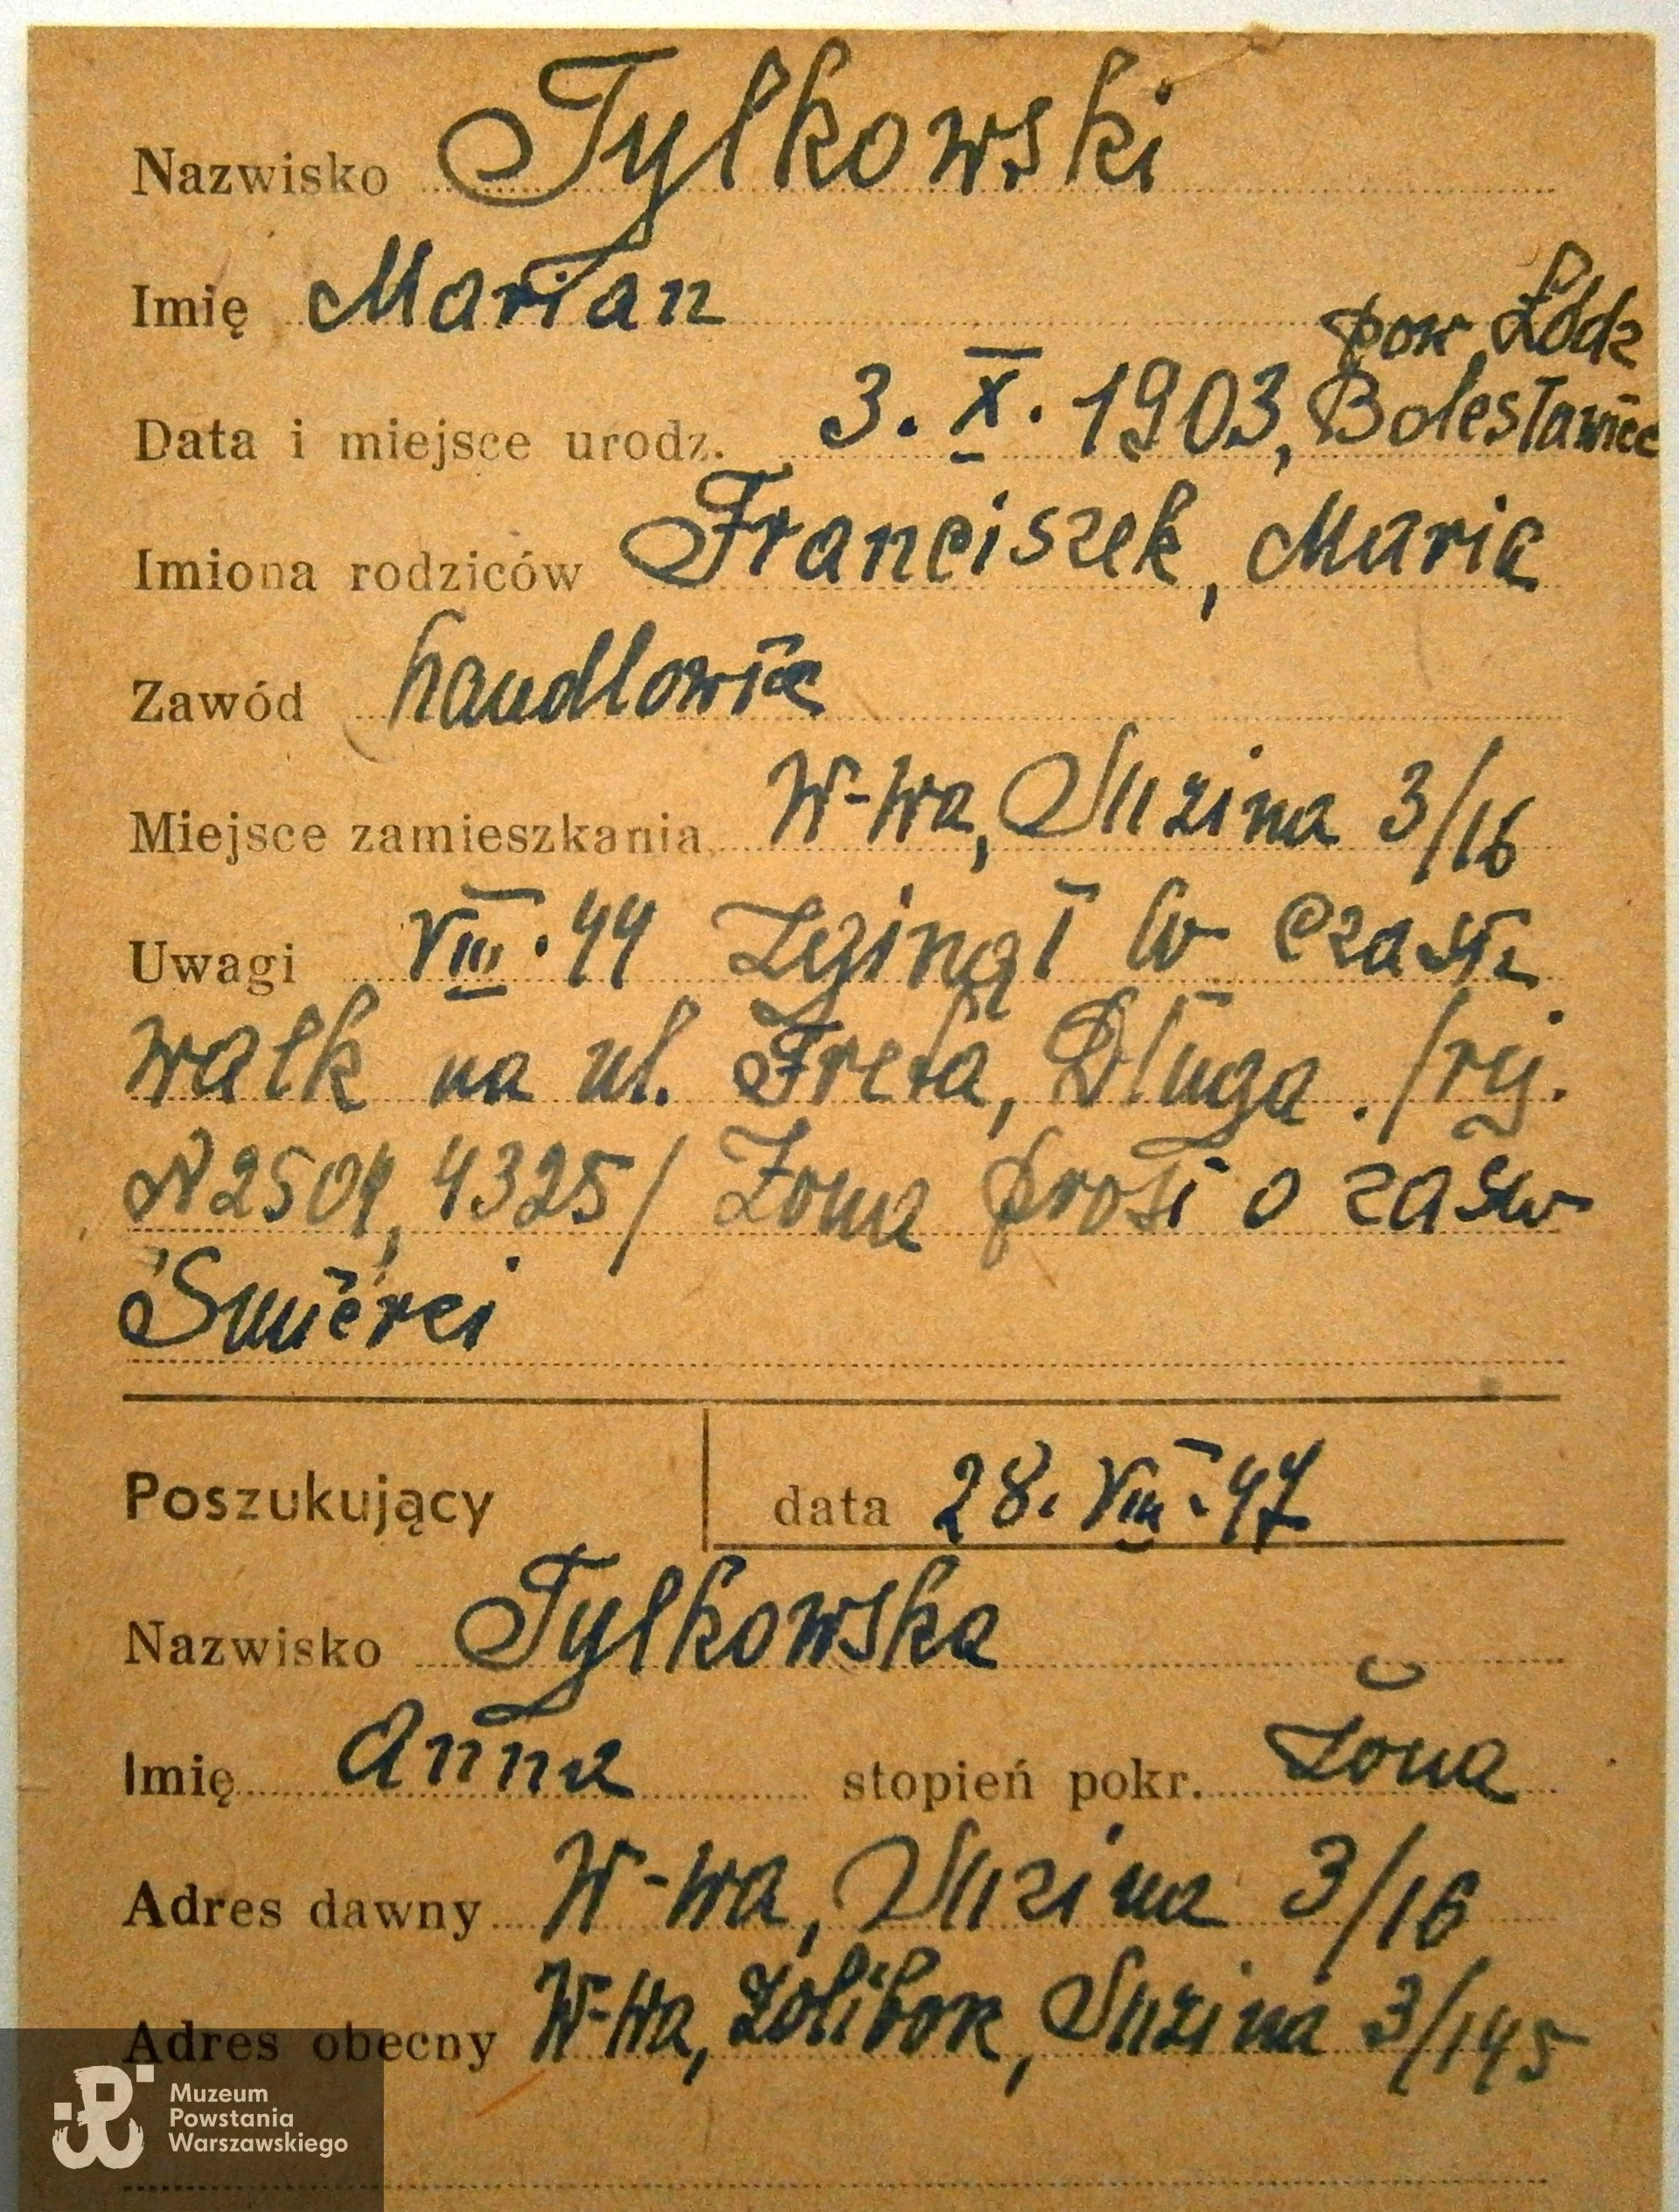 Nazwisko Tylkowski
Imię Marian
pow. Łódź
Data i miejsce urodz. 3. X. 1903, Bolesławiec
Imiona rodziców Franciszek, Maria
Zawód handlowiec
Miejsce zamieszkania W-wa, Suzina 3/16
Uwagi VIII. 44 Zginął w czasie
walk na ul. Freta, Długa. /rej.
N 2504, 4325/ Żona prosi o zaśw
Śmierci
Poszukujący data 28. VIII. 47
Nazwisko Tylkowska
Imię Anna stopień pokr. Żona
Adres dawny W-wa, Suzina 3/16
Adres obecny W-wa, Żoliborz, Suzina 3/145
Muzeum
Powstania
Warszawskiego